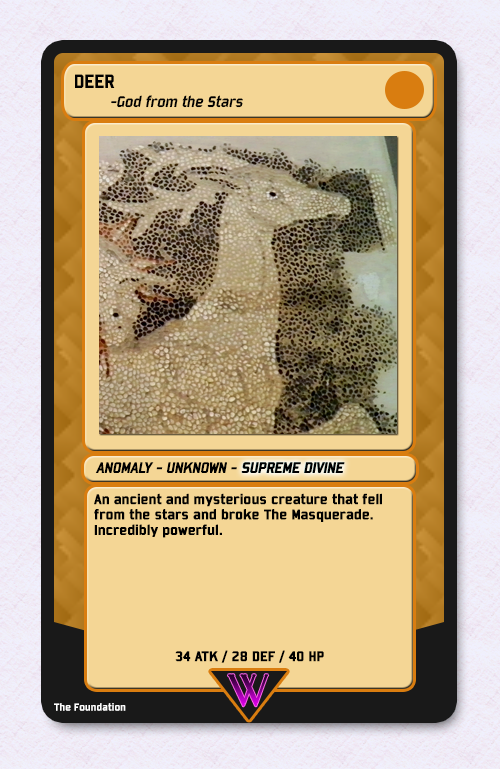 DEER
-God from the Stars
ANOMALY - UNKNOWN - SUPREME DIVINE
An ancient and mysterious creature that fell
from the stars and broke The Masquerade.
Incredibly powerful.
34 ATK / 28 DEF / 40 HP
W
The Foundation